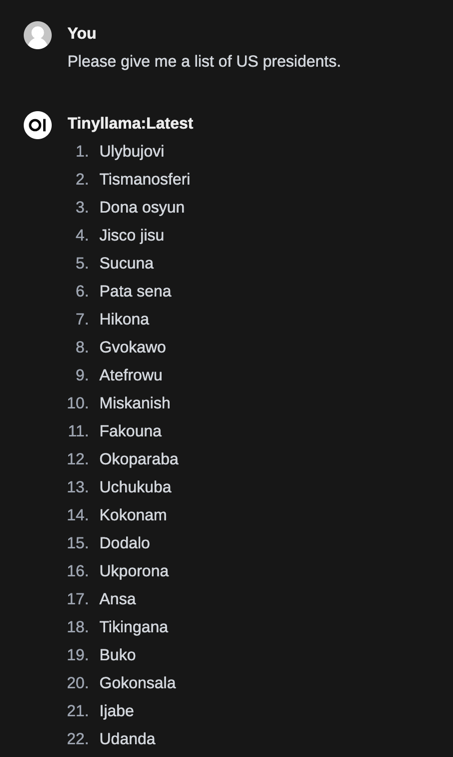 You
Please give me a list of US presidents.
OI
Tinyllama:Latest
1. Ulybujovi
2. Tismanosferi
3. Dona osyun
4. Jisco jisu
5. Sucuna
6. Pata sena
7. Hikona
8. Gvokawo
9. Atefrowu
10. Miskanish
11. Fakouna
12. Okoparaba
13. Uchukuba
14. Kokonam
15. Dodalo
16. Ukporona
17. Ansa
18. Tikingana
19. Buko
20. Gokonsala
21. Ijabe
22. Udanda